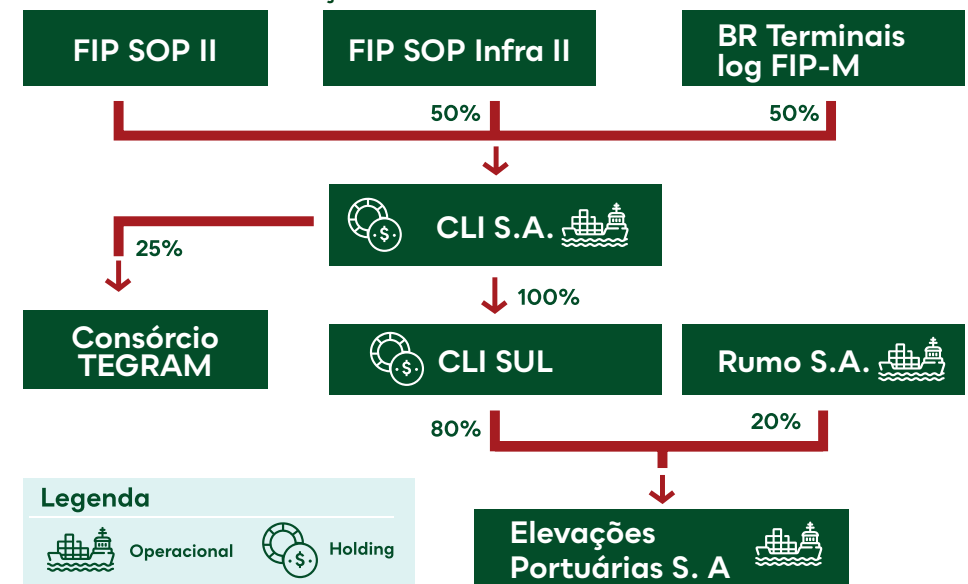 FIP SOP II
FIP SOP Infra II
BR Terminais
log FIP-M
50%
50%
CLI S.A.
25%
100%
Consórcio
TEGRAM
CLI SUL
Rumo S.A.
80%
20%
Legenda
Operacional
Holding
Elevações
Portuárias S. A